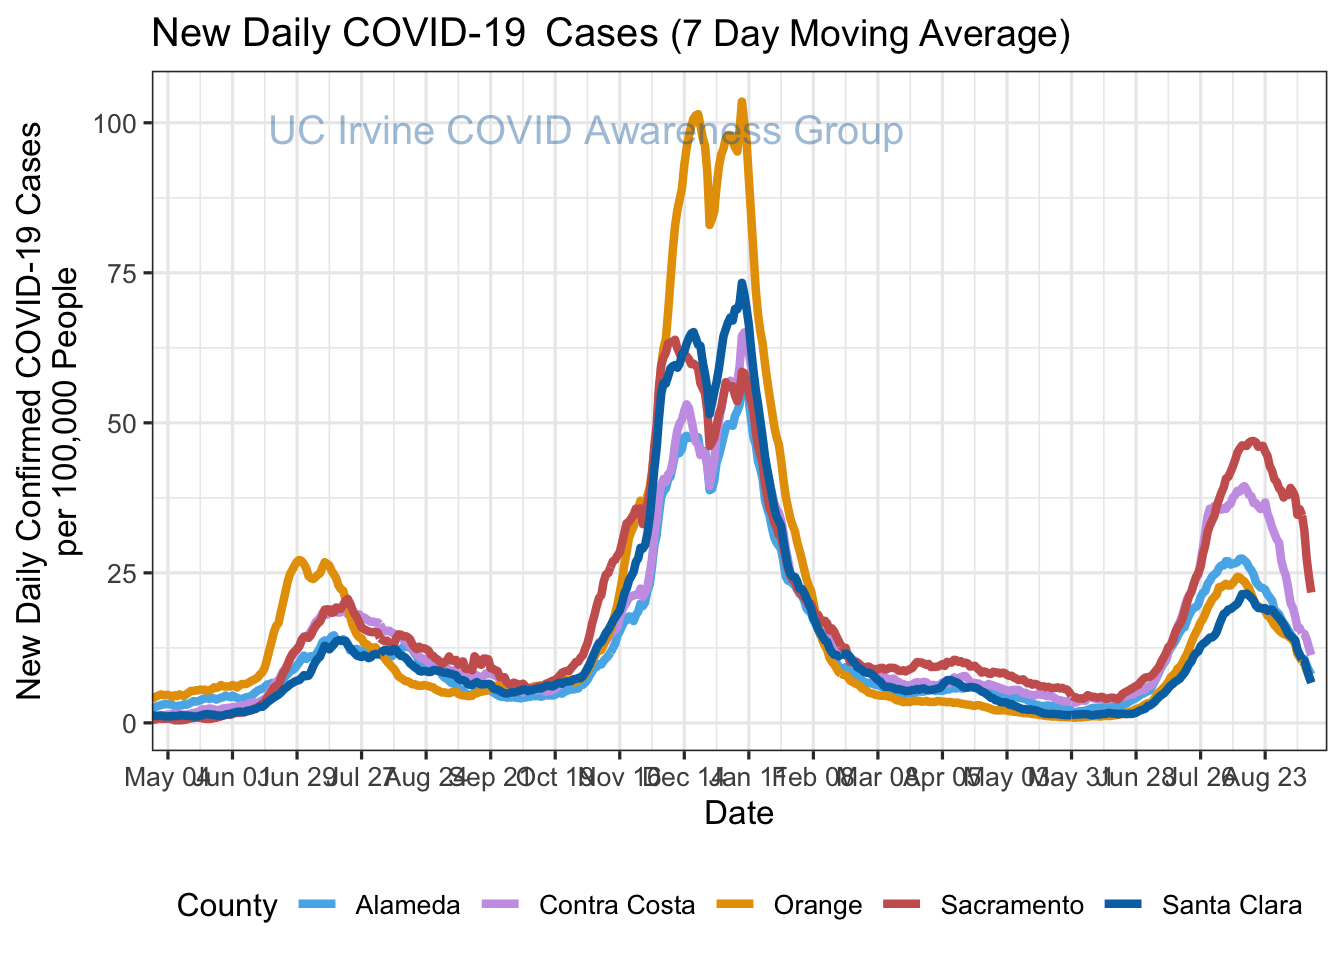 New Daily COVID-19 Cases (7 Day Moving Average)
UC Irvine COVID Awareness Group
New Daily Confirmed COVID-19 Cases
per 100,000 People
100
75
50
25
0
May 04 Jun 01 Jun 29 Jul 27 Aug 24 Sep 21 Oct 19 Nov 16 Dec 14 Jan 11 Feb 08 Mar 08 Apr 05 May 03 May 31 Jun 28 Jul 26 Aug 23
Date
County Alameda Contra Costa Orange Sacramento Santa Clara